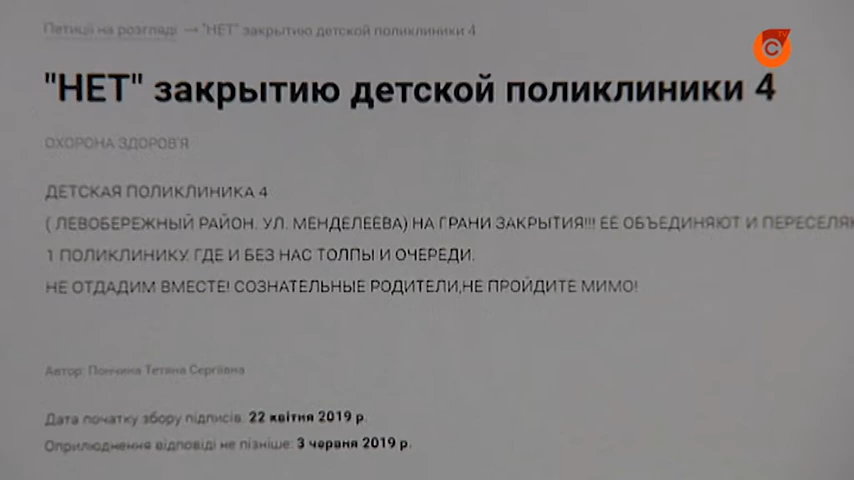 Петиції на розгляді → "НЕТ" закрытию детской поликлиники 4
"НЕТ" закрытию детской поликлиники 4
ОХОРОНА ЗДОРОВ'Я
ДЕТСКАЯ ПОЛИКЛИНИКА 4
( ЛЕВОБЕРЕЖНЫЙ РАЙОН. УЛ. МЕНДЕЛЕЕВА) НА ГРАНИ ЗАКРЫТИЯ!!! ЕЕ ОБЪЕДИНЯЮТ И
1 ПОЛИКЛИНИКУ. ГДЕ И БЕЗ НАС ТОЛПЫ И ОЧЕРЕДИ.
НЕ ОТДАДИМ ВМЕСТЕ! СОЗНАТЕЛЬНЫЕ РОДИТЕЛИ,НЕ ПРОЙДИТЕ МИМО!
Автор: Пончина Тетяна Сергіївна
Дата початку збору підписів: 22 квітня 2019 р.
Оприлюднення відповіді не пізніше: 3 червня 2019 р.